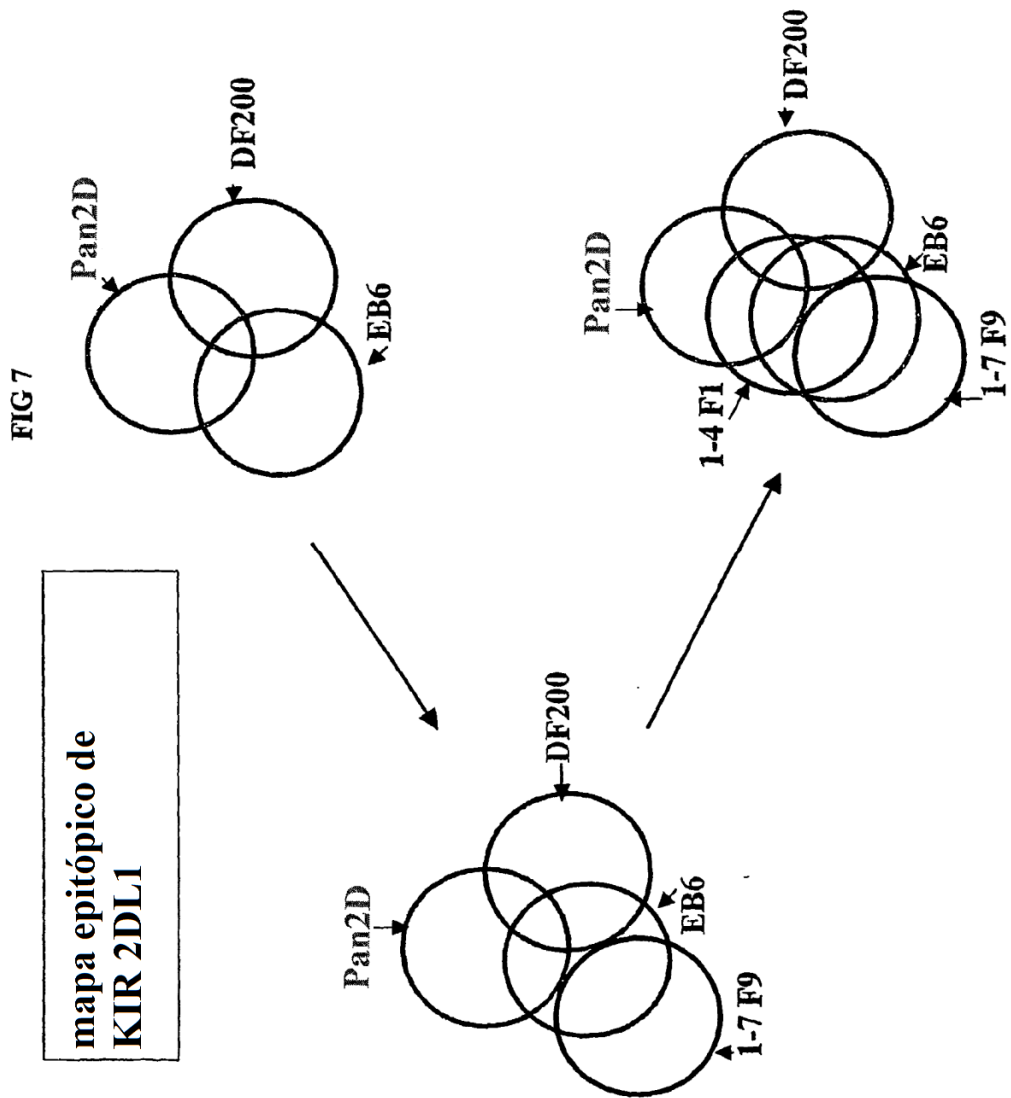 FIG 7
mapa epitópico de
KIR 2DL1
Pan2D
DF200
EB6
Pan2D
DF200
EB6
1-7 F9
Pan2D
DF200
1-4 F1
EB6
1-7 F9